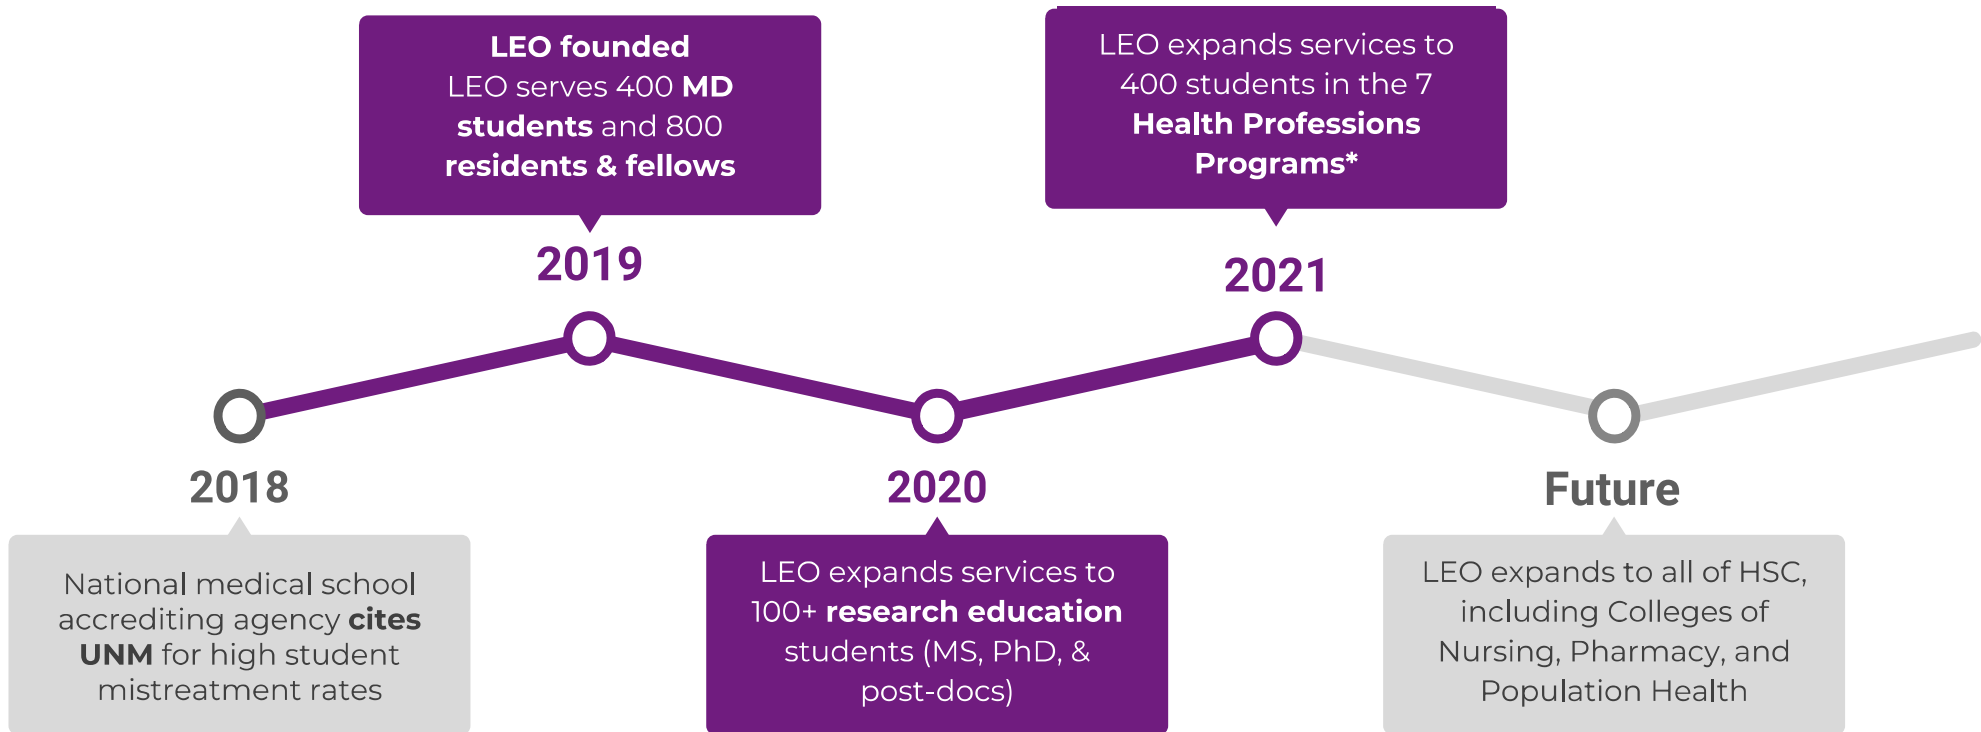 LEO founded
LEO serves 400 MD
students and 800
residents & fellows
2019
LEO expands services to
400 students in the 7
Health Professions
Programs*
2021
2018
National medical school
accrediting agency cites
UNM for high student
mistreatment rates
2020
LEO expands services to
100+ research education
students (MS, PhD, &
post-docs)
Future
LEO expands to all of HSC,
including Colleges of
Nursing, Pharmacy, and
Population Health